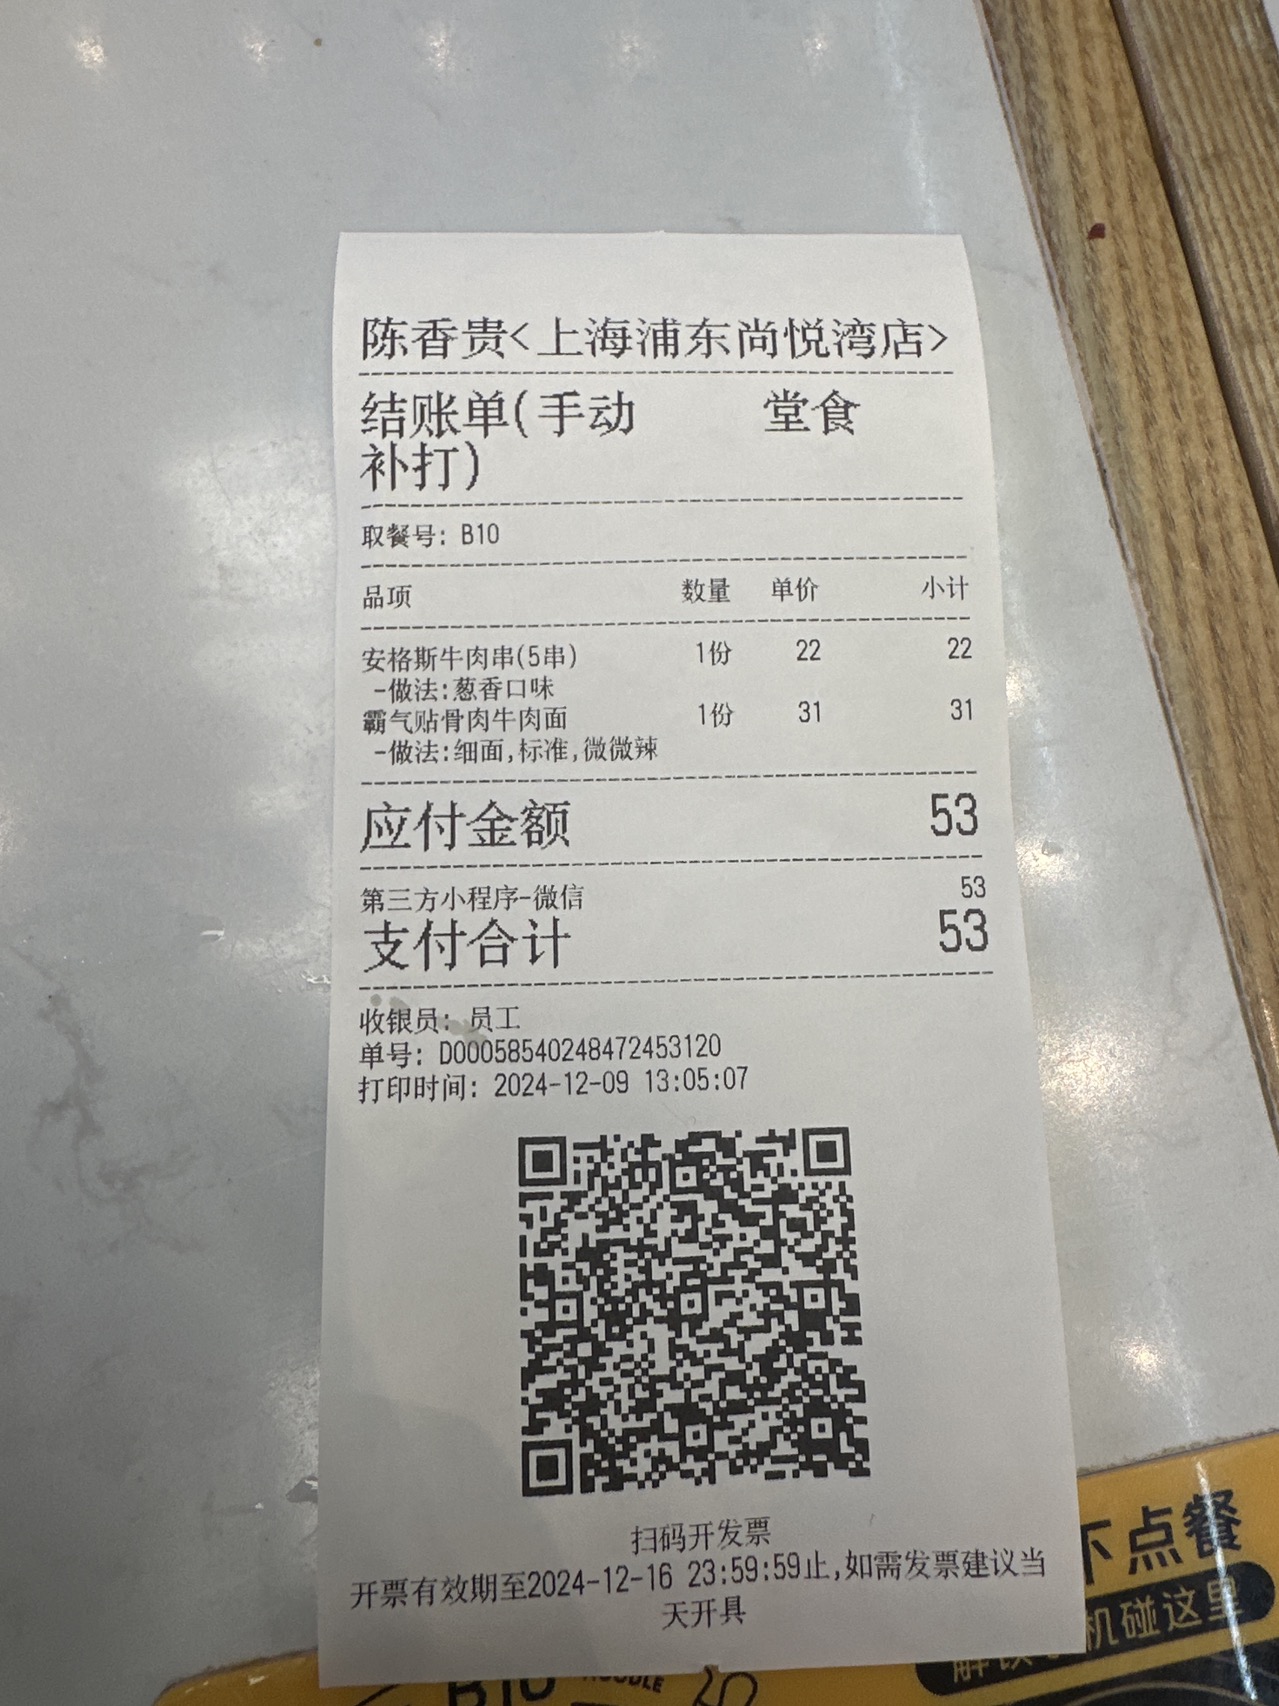 陈香贵<上海浦东尚悦湾店>
结账单(手动 堂食
补打)
取餐号: B10
品项 数量 单价 小计
安格斯牛肉串(5串) 1份 22 22
-做法:葱香口味
霸气贴骨肉牛肉面 1份 31 31
-做法:细面,标准,微微辣
应付金额 53
第三方小程序-微信 53
支付合计 53
收银员: 员工
单号: D00058540248472453120
打印时间: 2024-12-09 13:05:07
扫码开发票
开票有效期至2024-12-16 23:59:59止,如需发票建议当
天开具
下点餐
机碰这里
B10
NOODLE